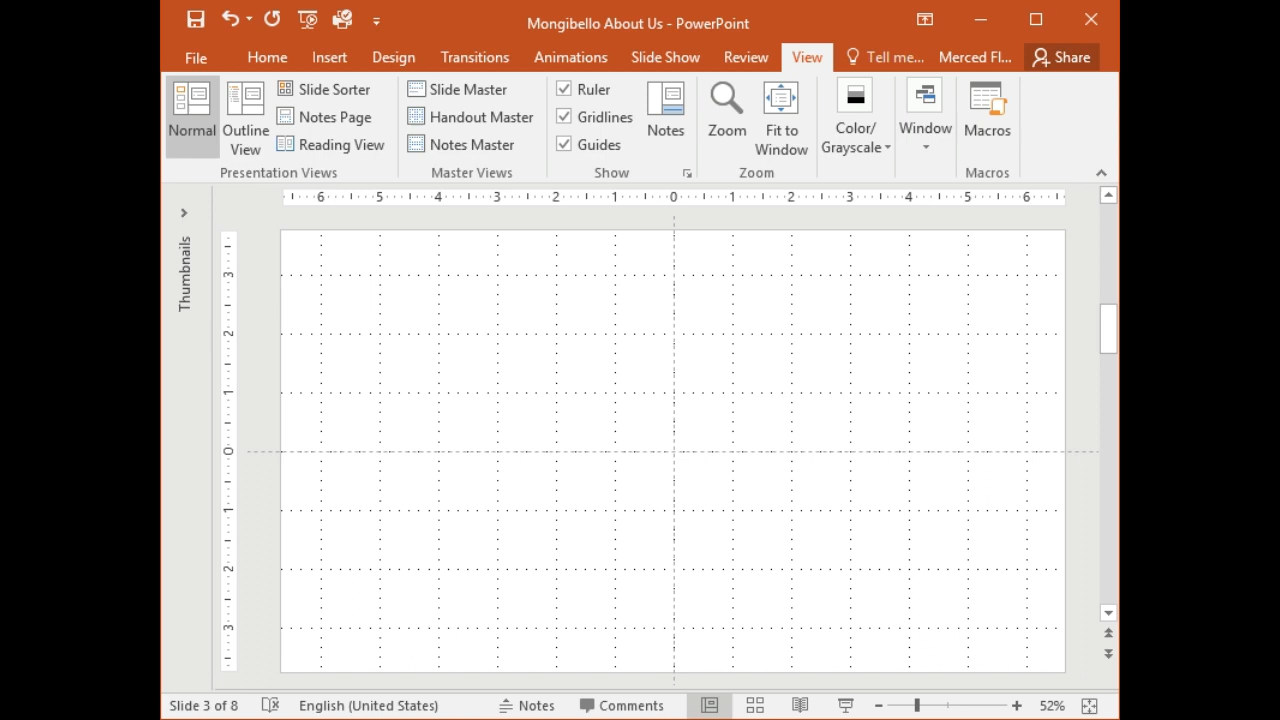 Mongibello About Us - PowerPoint
File Home Insert Design Transitions Animations Slide Show Review View Tell me... Merced Fl... Share
Normal
Outline View
Slide Sorter
Notes Page
Reading View
Presentation Views
Slide Master
Handout Master
Notes Master
Master Views
Ruler
Gridlines
Guides
Show
Notes
Zoom
Fit to Window
Zoom
Color/ Grayscale
Window
Macros
Macros
Thumbnails
6 5 4 3 2 1 0 1 2 3 4 5 6
3
2
1
0
1
2
3
Slide 3 of 8 English (United States) Notes Comments 52%